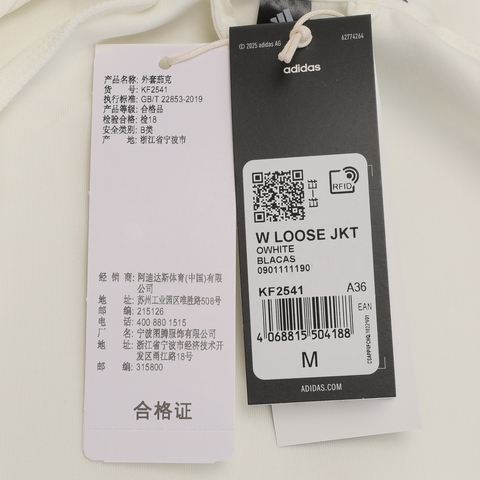 产品名称: 外套茄克
货 号: KF2541
执行标准: GB/T 22853-2019
产品等级: 合格品
检验合格: 检18
安全类别: B类
产 地: 浙江省宁波市
经 销 商: 阿迪达斯体育(中国)有限
公司
地 址: 苏州工业园区唯胜路508号
邮 编: 215126
电 话: 400 880 1515
厂 商: 宁波图腾服饰有限公司
地 址: 浙江省宁波市经济技术开
发区甬江路18号
邮 编: 315800
合格证
© 2025 adidas AG
62774264
adidas
RFID
W LOOSE JKT
OWHITE
BLACAS
0901111190
KF2541 A36
EAN
4 068815 504188
M
ADIDAS.COM